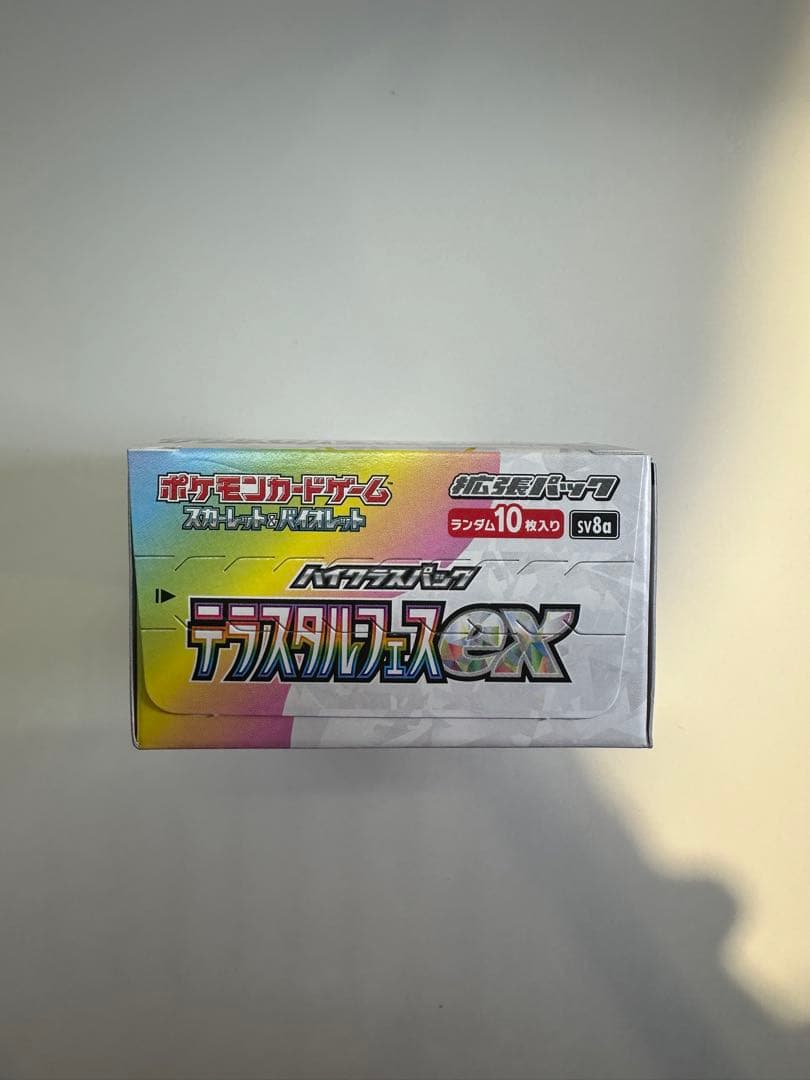 ポケモンカードゲーム
スカーレット&バイオレット
拡張パック
ランダム10枚入り
sv8a
ハイクラスパック
テラスタルフェスex